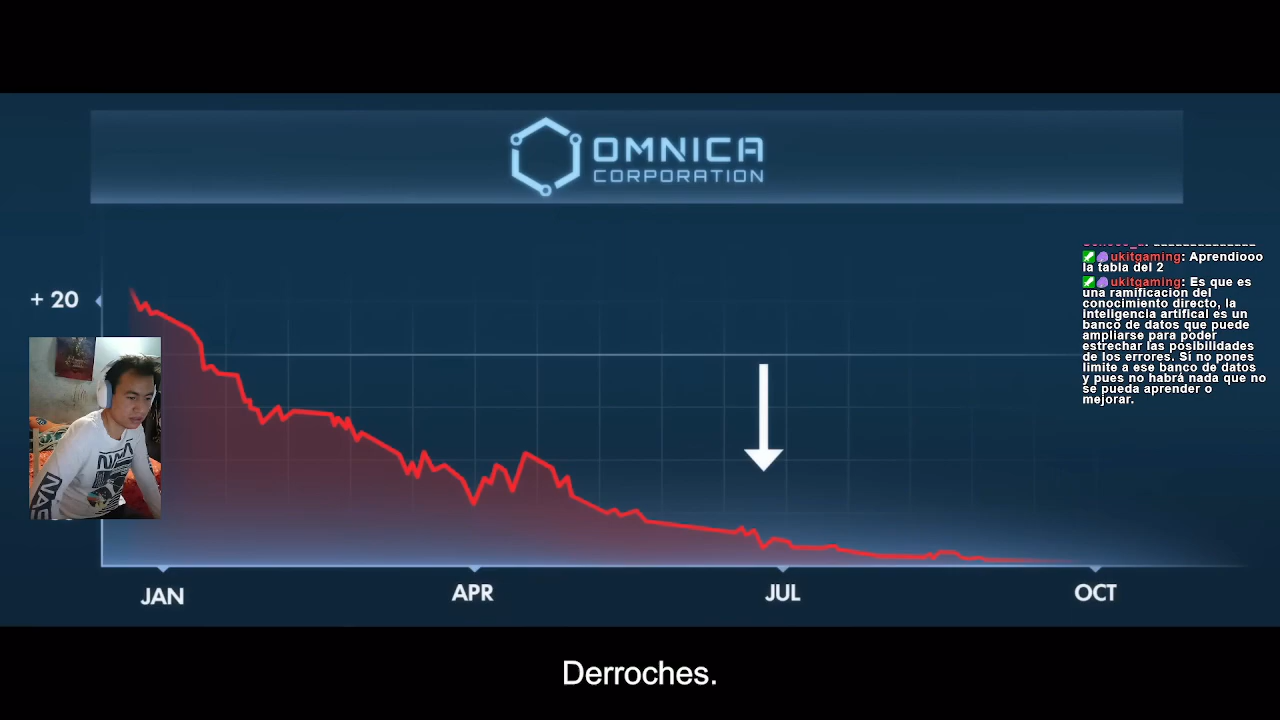 OMNICA
CORPORATION
+ 20
JAN
APR
JUL
OCT
ukitgaming: Aprendiooo
la tabla del 2
ukitgaming: Es que es
una ramificación del
conocimiento directo, la
inteligencia artifical es un
banco de datos que puede
ampliarse para poder
estrechar las posibilidades
de los errores. Si no pones
limite a ese banco de datos
y pues no habrá nada que no
se pueda aprender o
mejorar.
Derroches.